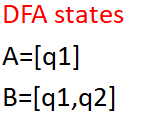 DFA states
A=[q1]
B=[q1,q2]